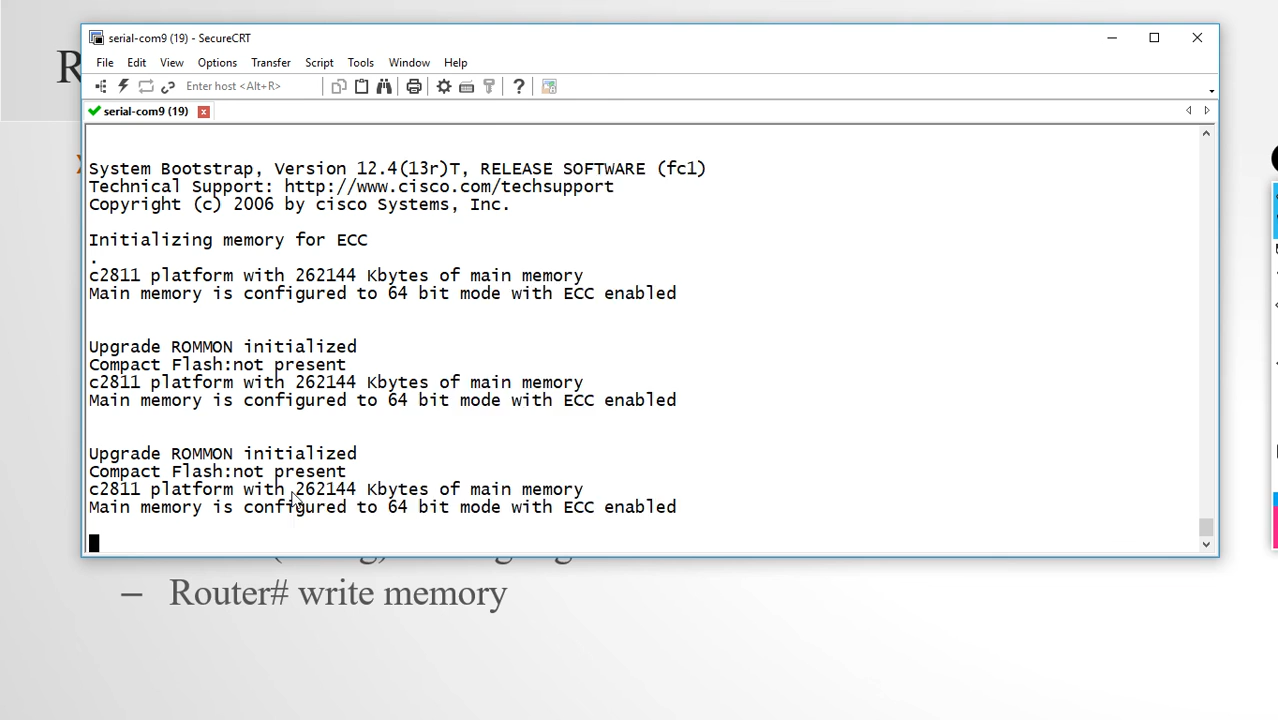 R
serial-com9 (19) - SecureCRT
File Edit View Options Transfer Script Tools Window Help
Enter host <Alt+R>
serial-com9 (19)
System Bootstrap, Version 12.4(13r)T, RELEASE SOFTWARE (fc1)
Technical Support: http://www.cisco.com/techsupport
Copyright (c) 2006 by cisco Systems, Inc.
Initializing memory for ECC
.
c2811 platform with 262144 Kbytes of main memory
Main memory is configured to 64 bit mode with ECC enabled
Upgrade ROMMON initialized
Compact Flash:not present
c2811 platform with 262144 Kbytes of main memory
Main memory is configured to 64 bit mode with ECC enabled
Upgrade ROMMON initialized
Compact Flash:not present
c2811 platform with 262144 Kbytes of main memory
Main memory is configured to 64 bit mode with ECC enabled
– Router# write memory